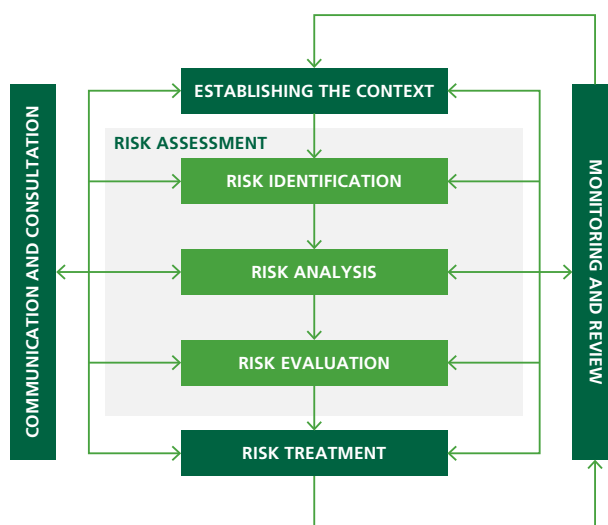 ESTABLISHING THE CONTEXT
RISK ASSESSMENT
RISK IDENTIFICATION
RISK ANALYSIS
RISK EVALUATION
RISK TREATMENT
COMMUNICATION AND CONSULTATION
MONITORING AND REVIEW